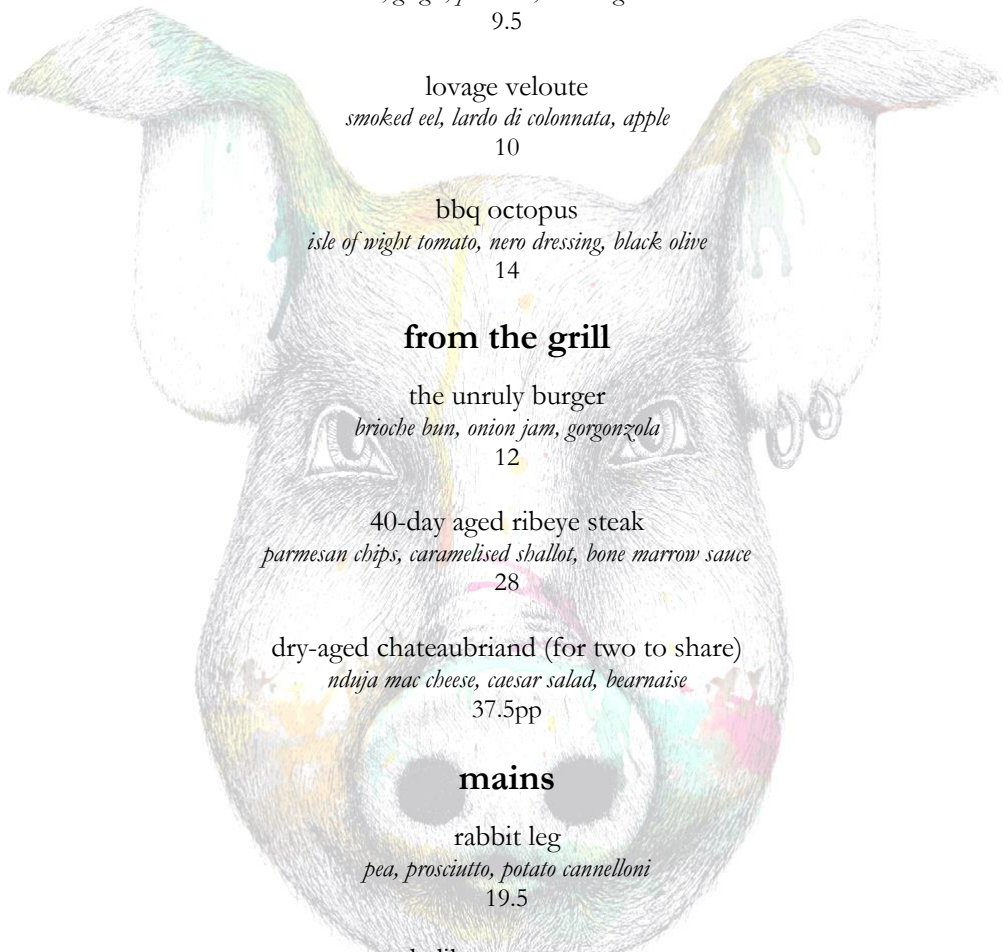 9.5
lovage veloute
smoked eel, lardo di colonnata, apple
10
bbq octopus
isle of wight tomato, nero dressing, black olive
14
from the grill
the unruly burger
brioche bun, onion jam, gorgonzola
12
40-day aged ribeye steak
parmesan chips, caramelised shallot, bone marrow sauce
28
dry-aged chateaubriand (for two to share)
nduja mac cheese, caesar salad, bearnaise
37.5pp
mains
rabbit leg
pea, prosciutto, potato cannelloni
19.5